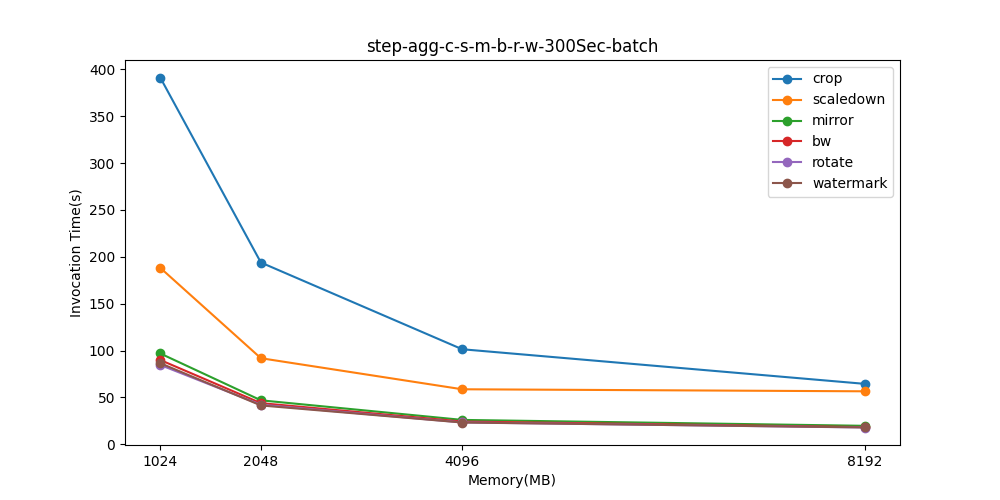 step-agg-c-s-m-b-r-w-300Sec-batch
400
350
300
250
200
150
100
50
0
Invocation Time(s)
crop
scaledown
mirror
bw
rotate
watermark
1024 2048 4096 8192
Memory(MB)